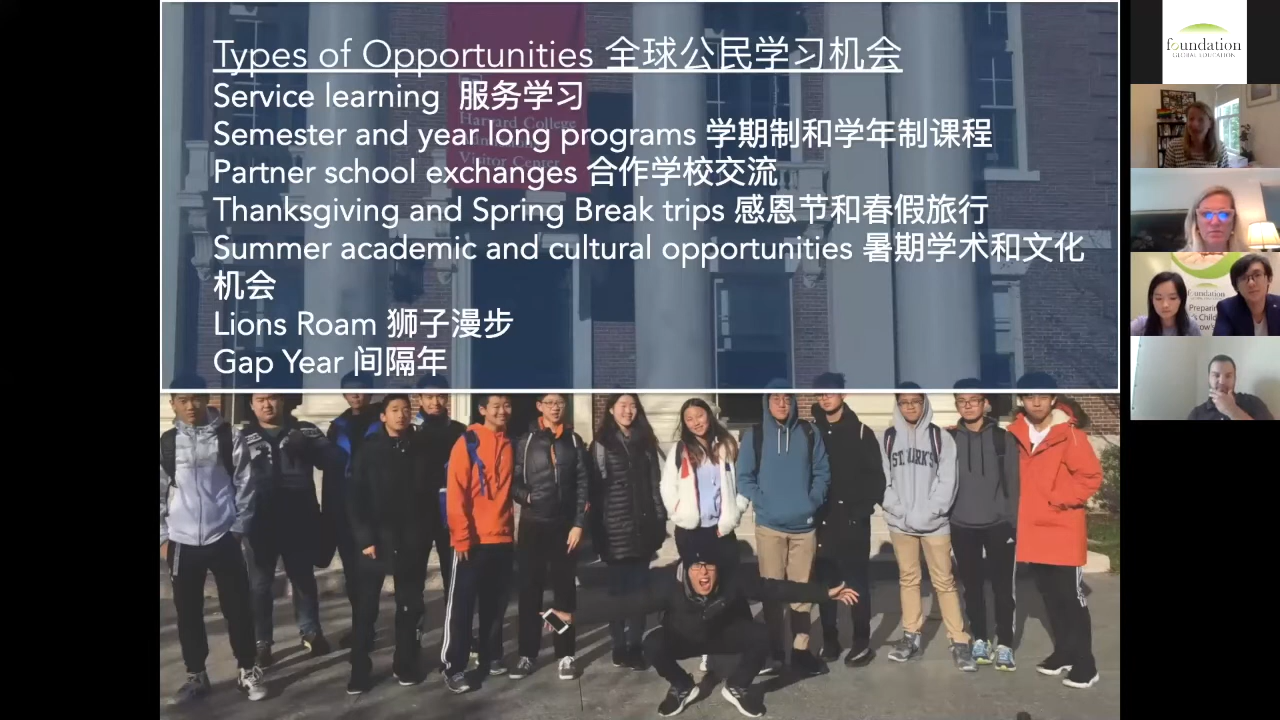 Types of Opportunities 全球公民学习机会
Service learning 服务学习
Semester and year long programs 学期制和学年制课程
Partner school exchanges 合作学校交流
Thanksgiving and Spring Break trips 感恩节和春假旅行
Summer academic and cultural opportunities 暑期学术和文化
机会
Lions Roam 狮子漫步
Gap Year 间隔年
Harvard College
Visitor Center
ST. MARK'S
foundation
GLOBAL EDUCATION
foundation